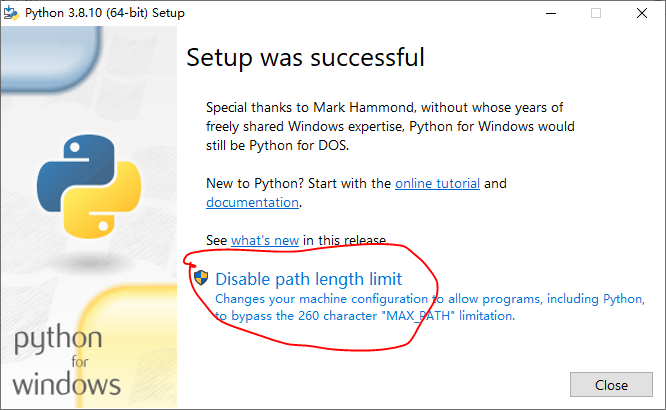 Python 3.8.10 (64-bit) Setup
Setup was successful
Special thanks to Mark Hammond, without whose years of
freely shared Windows expertise, Python for Windows would
still be Python for DOS.
New to Python? Start with the online tutorial and
documentation.
See what's new in this release.
Disable path length limit
Changes your machine configuration to allow programs, including Python,
to bypass the 260 character "MAX_PATH" limitation.
python
for
windows
Close